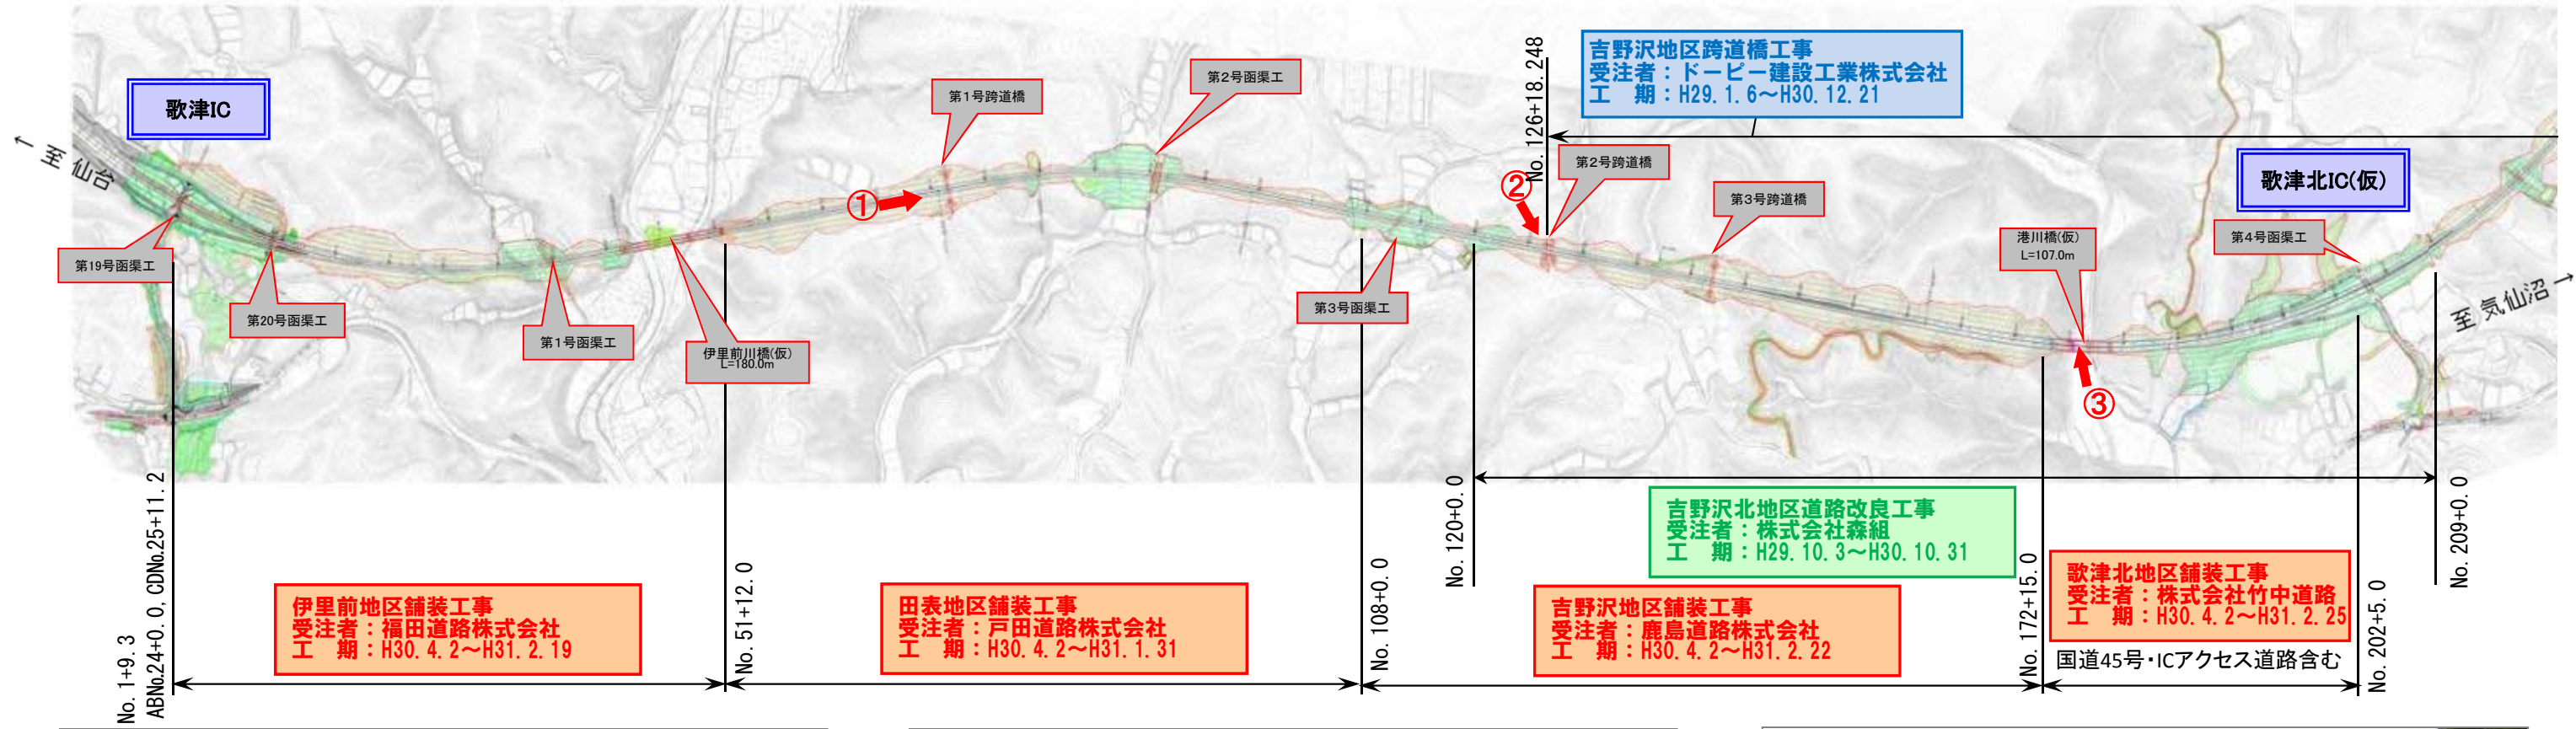 歌津IC
← 至 仙台
第19号函渠工
第20号函渠工
第1号函渠工
伊里前川橋(仮)
L=180.0m
①
第1号跨道橋
第2号函渠工
第3号函渠工
②
No. 126+18. 248
第2号跨道橋
吉野沢地区跨道橋工事
受注者：ドーピー建設工業株式会社
工　期：H29. 1. 6～H30. 12. 21
第3号跨道橋
港川橋(仮)
L=107.0m
③
第4号函渠工
歌津北IC(仮)
至 気仙沼 →
No. 1+9. 3
ABNo.24+0. 0, CDNo.25+11. 2
伊里前地区舗装工事
受注者：福田道路株式会社
工　期：H30. 4. 2～H31. 2. 19
No. 51+12. 0
田表地区舗装工事
受注者：戸田道路株式会社
工　期：H30. 4. 2～H31. 1. 31
No. 108+0. 0
No. 120+0. 0
吉野沢北地区道路改良工事
受注者：株式会社森組
工　期：H29. 10. 3～H30. 10. 31
吉野沢地区舗装工事
受注者：鹿島道路株式会社
工　期：H30. 4. 2～H31. 2. 22
No. 172+15. 0
歌津北地区舗装工事
受注者：株式会社竹中道路
工　期：H30. 4. 2～H31. 2. 25
国道45号・ICアクセス道路含む
No. 202+5. 0
No. 209+0. 0